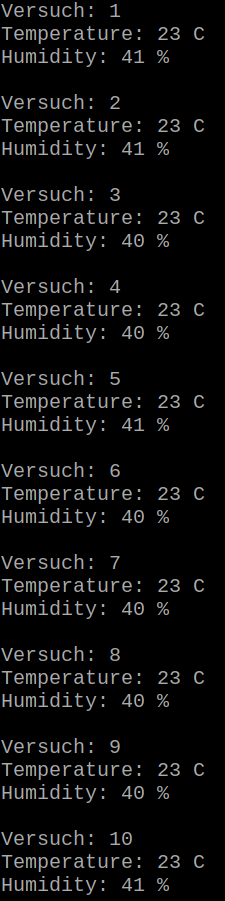 Versuch: 1
Temperature: 23 C
Humidity: 41 %
Versuch: 2
Temperature: 23 C
Humidity: 41 %
Versuch: 3
Temperature: 23 C
Humidity: 40 %
Versuch: 4
Temperature: 23 C
Humidity: 40 %
Versuch: 5
Temperature: 23 C
Humidity: 41 %
Versuch: 6
Temperature: 23 C
Humidity: 40 %
Versuch: 7
Temperature: 23 C
Humidity: 40 %
Versuch: 8
Temperature: 23 C
Humidity: 40 %
Versuch: 9
Temperature: 23 C
Humidity: 40 %
Versuch: 10
Temperature: 23 C
Humidity: 41 %